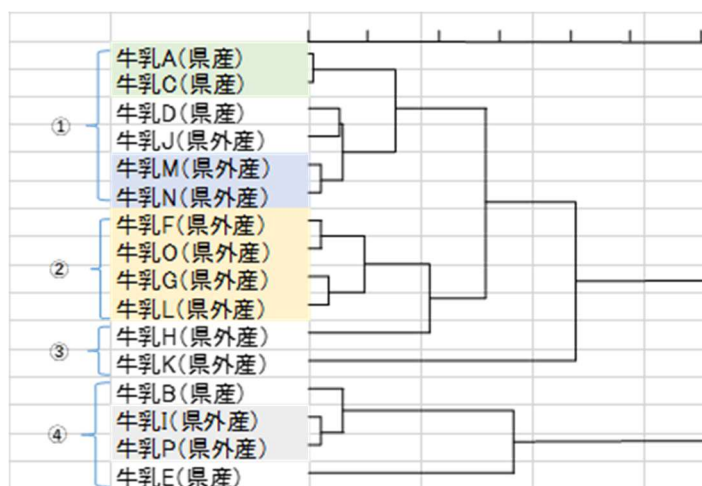 牛乳A(県産)
牛乳C(県産)
牛乳D(県産)
①
牛乳J(県外産)
牛乳M(県外産)
牛乳N(県外産)
牛乳F(県外産)
牛乳O(県外産)
②
牛乳G(県外産)
牛乳L(県外産)
牛乳H(県外産)
③
牛乳K(県外産)
牛乳B(県産)
牛乳I(県外産)
④
牛乳P(県外産)
牛乳E(県産)